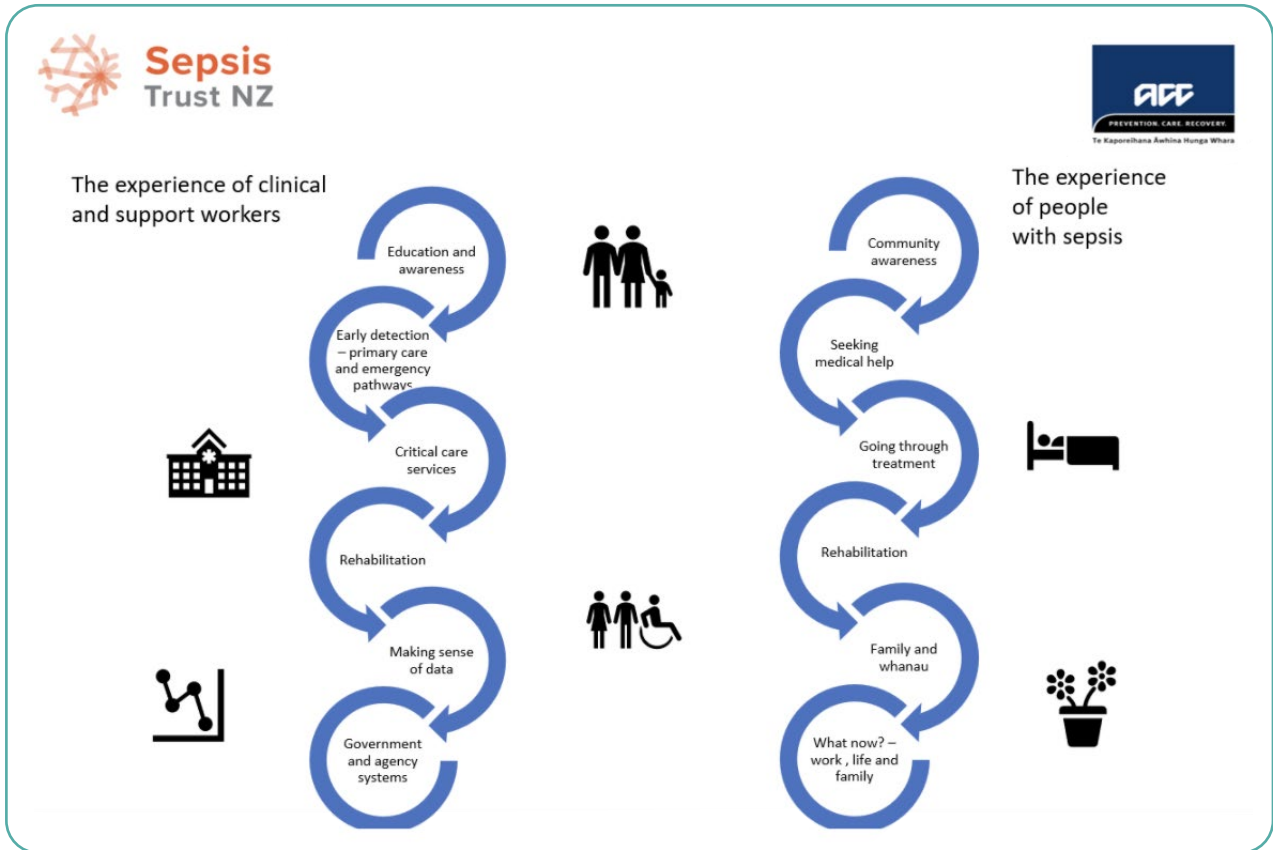 Sepsis
Trust NZ
acc
PREVENTION. CARE. RECOVERY.
Te Kaporeihana Āwhina Hunga Whara
The experience of clinical
and support workers
Education and
awareness
Early detection
– primary care
and emergency
pathways
Critical care
services
Rehabilitation
Making sense
of data
Government
and agency
systems
The experience
of people
with sepsis
Community
awareness
Seeking
medical help
Going through
treatment
Rehabilitation
Family and
whanau
What now? –
work , life and
family